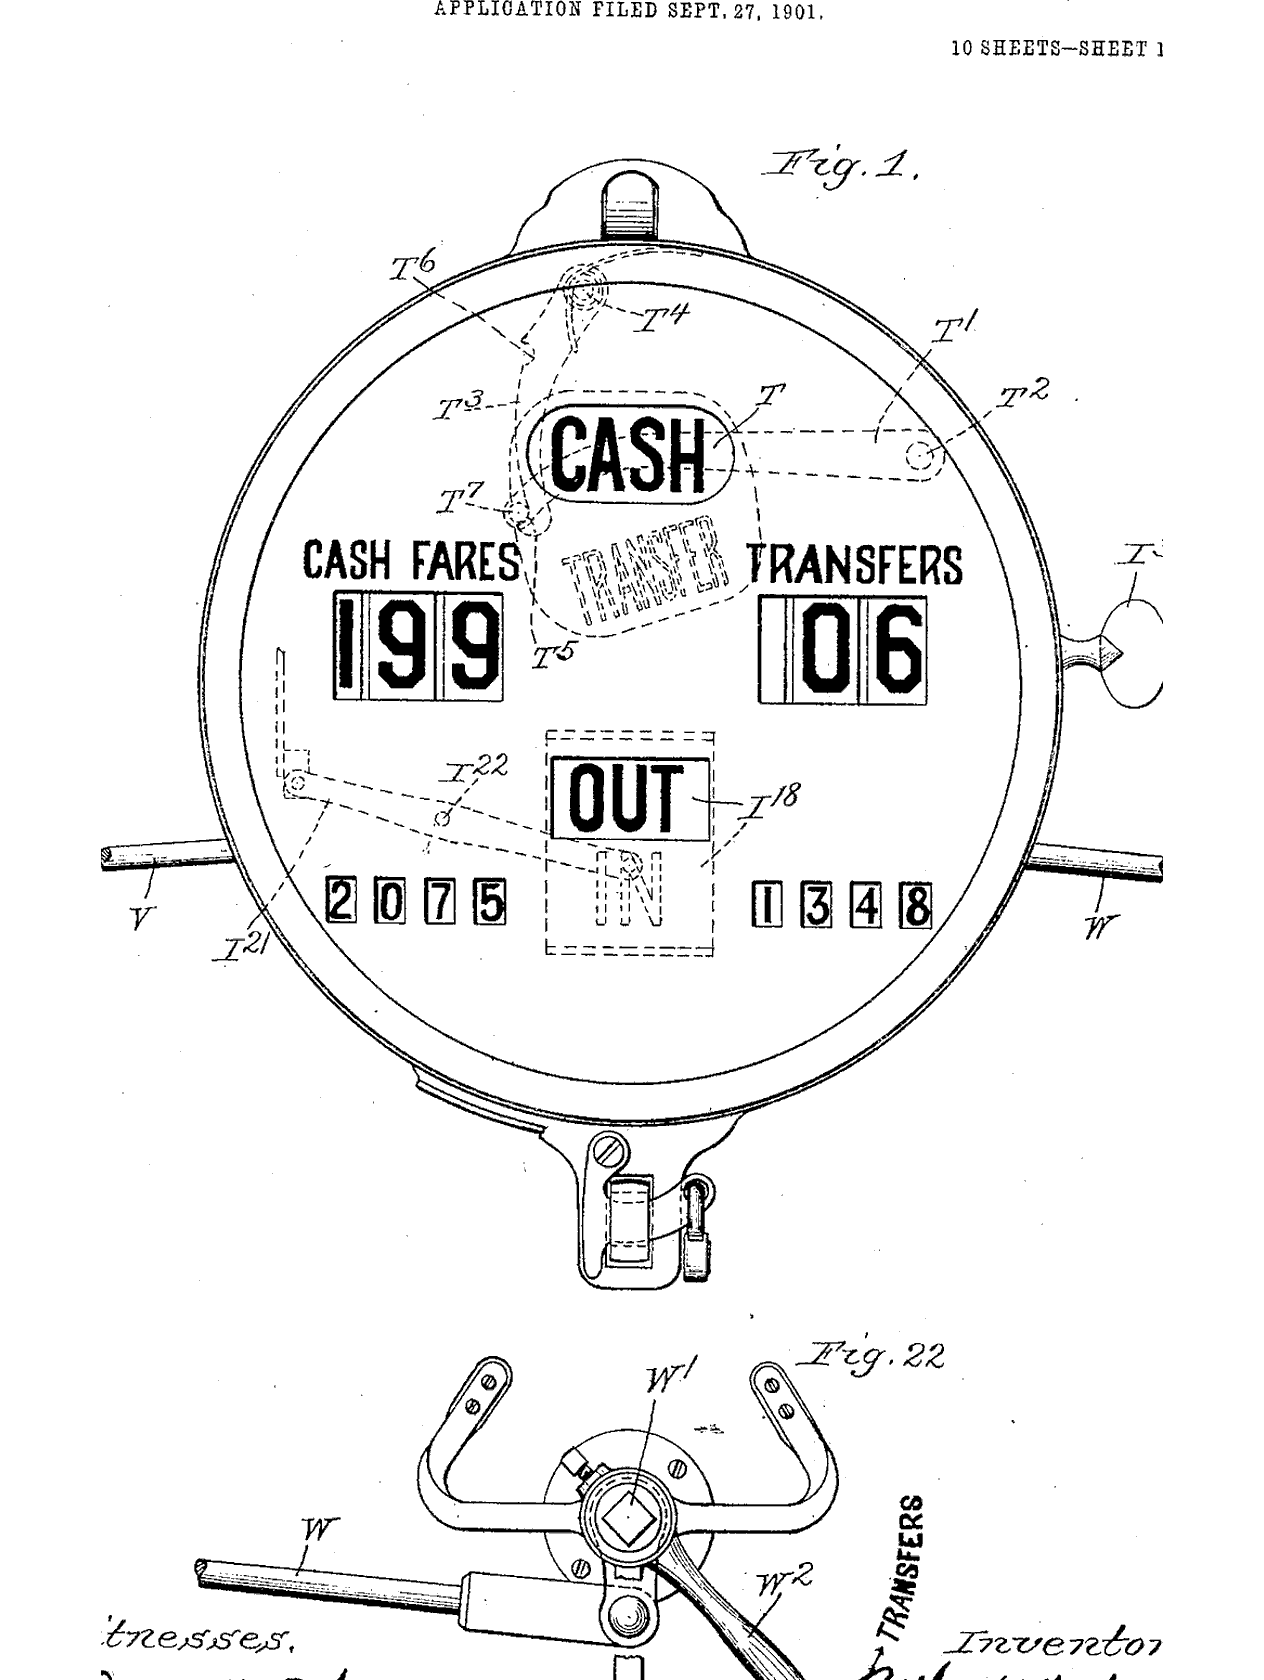 APPLICATION FILED SEPT. 27, 1901.
10 SHEETS—SHEET 1
Fig. 1.
T6
T4
T1
T3
T
T2
CASH
T7
TRANSFER
CASH FARES
TRANSFERS
199
06
T5
I22
OUT
I18
IN
2075
1348
V
I21
W
Fig. 22
W1
W
W2
TRANSFERS
tnesses.
Inventor